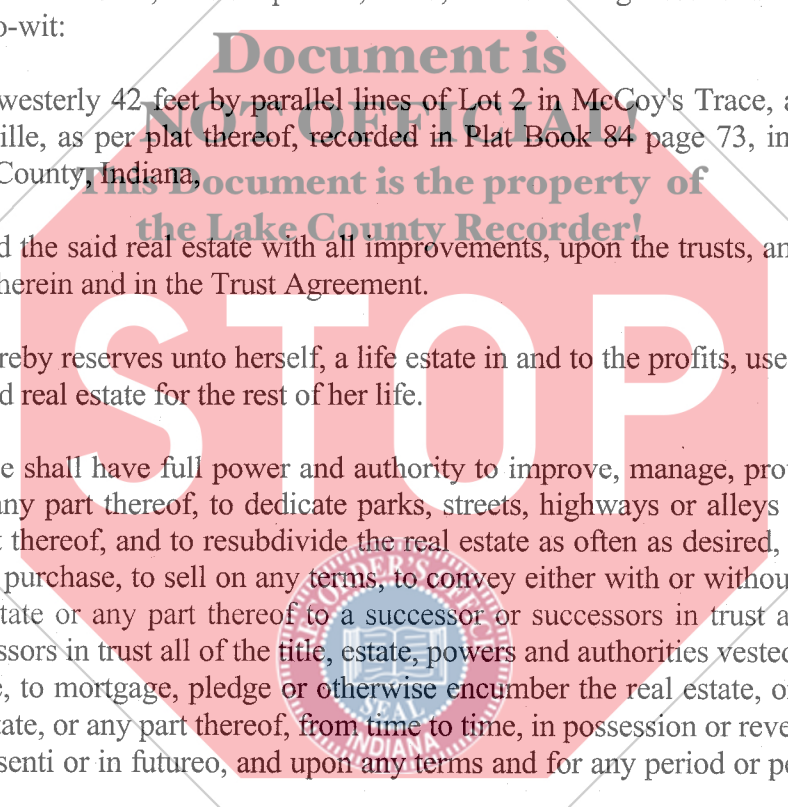 o-wit:
Document is
westerly 42 feet by parallel lines of Lot 2 in McCoy's Trace, a
NOT OFFICIAL!
ille, as per plat thereof, recorded in Plat Book 84 page 73, in
County, Indiana,
This Document is the property of
the Lake County Recorder!
d the said real estate with all improvements, upon the trusts, an
herein and in the Trust Agreement.
STOP
reby reserves unto herself, a life estate in and to the profits, use
d real estate for the rest of her life.
e shall have full power and authority to improve, manage, pro
any part thereof, to dedicate parks, streets, highways or alleys
t thereof, and to resubdivide the real estate as often as desired,
purchase, to sell on any terms, to convey either with or withou
tate or any part thereof to a successor or successors in trust a
ssors in trust all of the title, estate, powers and authorities vested
e, to mortgage, pledge or otherwise encumber the real estate, o
tate, or any part thereof, from time to time, in possession or reve
senti or in futureo, and upon any terms and for any period or pe
SEAL
INDIANA